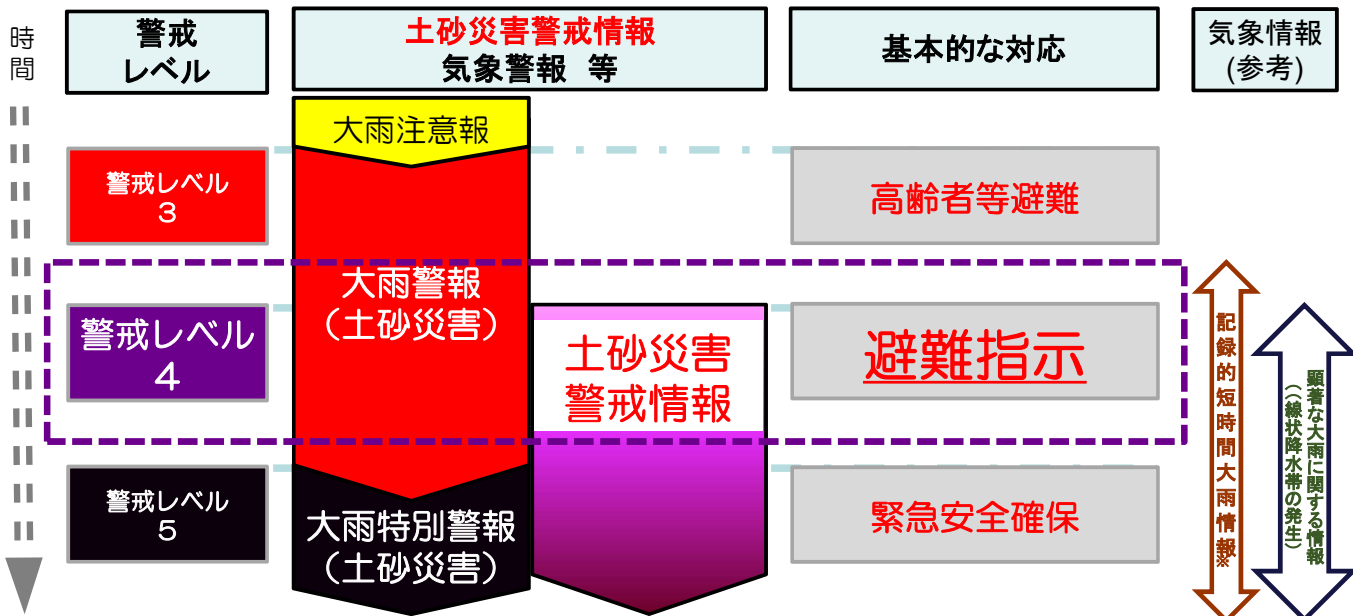 時
間
警戒
レベル
土砂災害警戒情報
気象警報 等
基本的な対応
気象情報
(参考)
大雨注意報
警戒レベル
3
高齢者等避難
大雨警報
(土砂災害)
警戒レベル
4
土砂災害
警戒情報
避難指示
警戒レベル
5
大雨特別警報
(土砂災害)
緊急安全確保
記録的短時間大雨情報※
顕著な大雨に関する情報
((線状降水帯の発生)